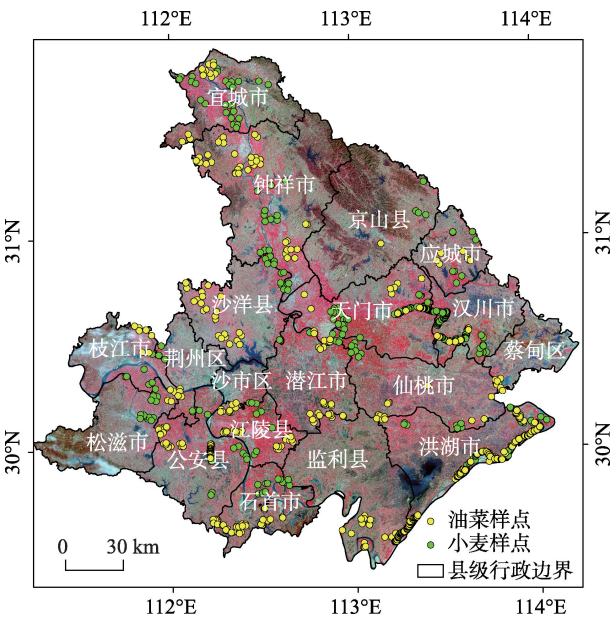 112°E 113°E 114°E
宜城市
钟祥市
京山县
31°N 31°N
应城市
沙洋县 天门市 汉川市
枝江市 荆州区 蔡甸区
沙市区 潜江市 仙桃市
30°N 30°N
松滋市 江陵县 洪湖市
公安县 监利县
石首市
油菜样点
0 30 km 小麦样点
县级行政边界
112°E 113°E 114°E